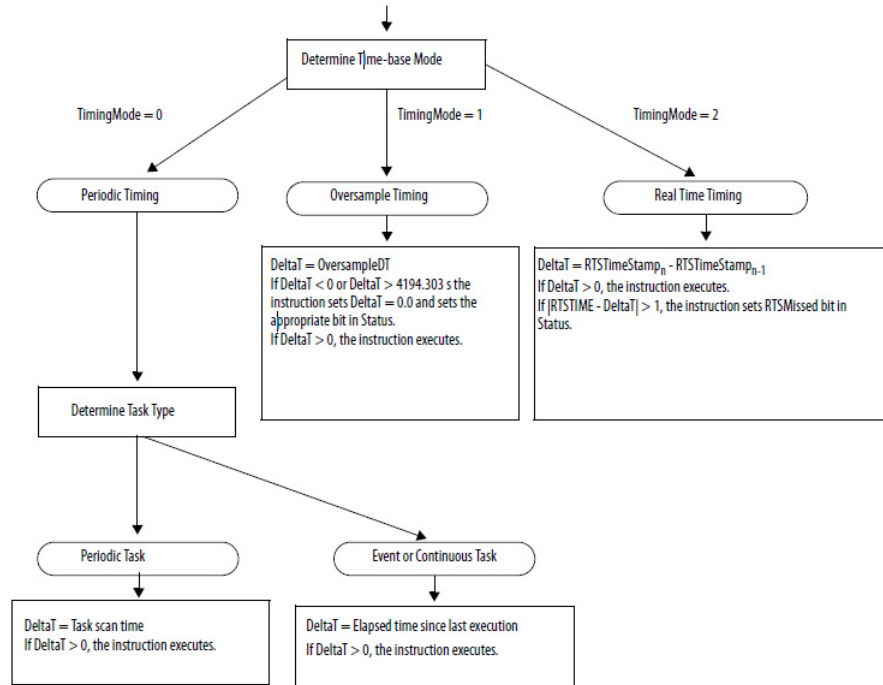 Determine Time-base Mode
TimingMode = 0
TimingMode = 1
TimingMode = 2
Periodic Timing
Oversample Timing
Real Time Timing
DeltaT = OversampleDT
If DeltaT < 0 or DeltaT > 4194.303 s the
instruction sets DeltaT = 0.0 and sets the
appropriate bit in Status.
If DeltaT > 0, the instruction executes.
DeltaT = RTSTimeStampₙ - RTSTimeStampₙ₋₁
If DeltaT > 0, the instruction executes.
If |RTSTIME - DeltaT| > 1, the instruction sets RTSMissed bit in
Status.
Determine Task Type
Periodic Task
Event or Continuous Task
DeltaT = Task scan time
If DeltaT > 0, the instruction executes.
DeltaT = Elapsed time since last execution
If DeltaT > 0, the instruction executes.